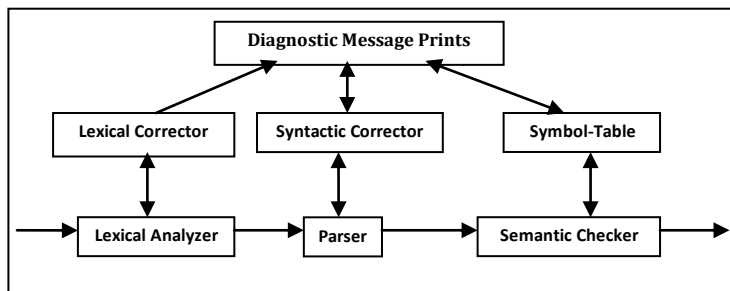 Diagnostic Message Prints
Lexical Corrector
Syntactic Corrector
Symbol-Table
Lexical Analyzer
Parser
Semantic Checker